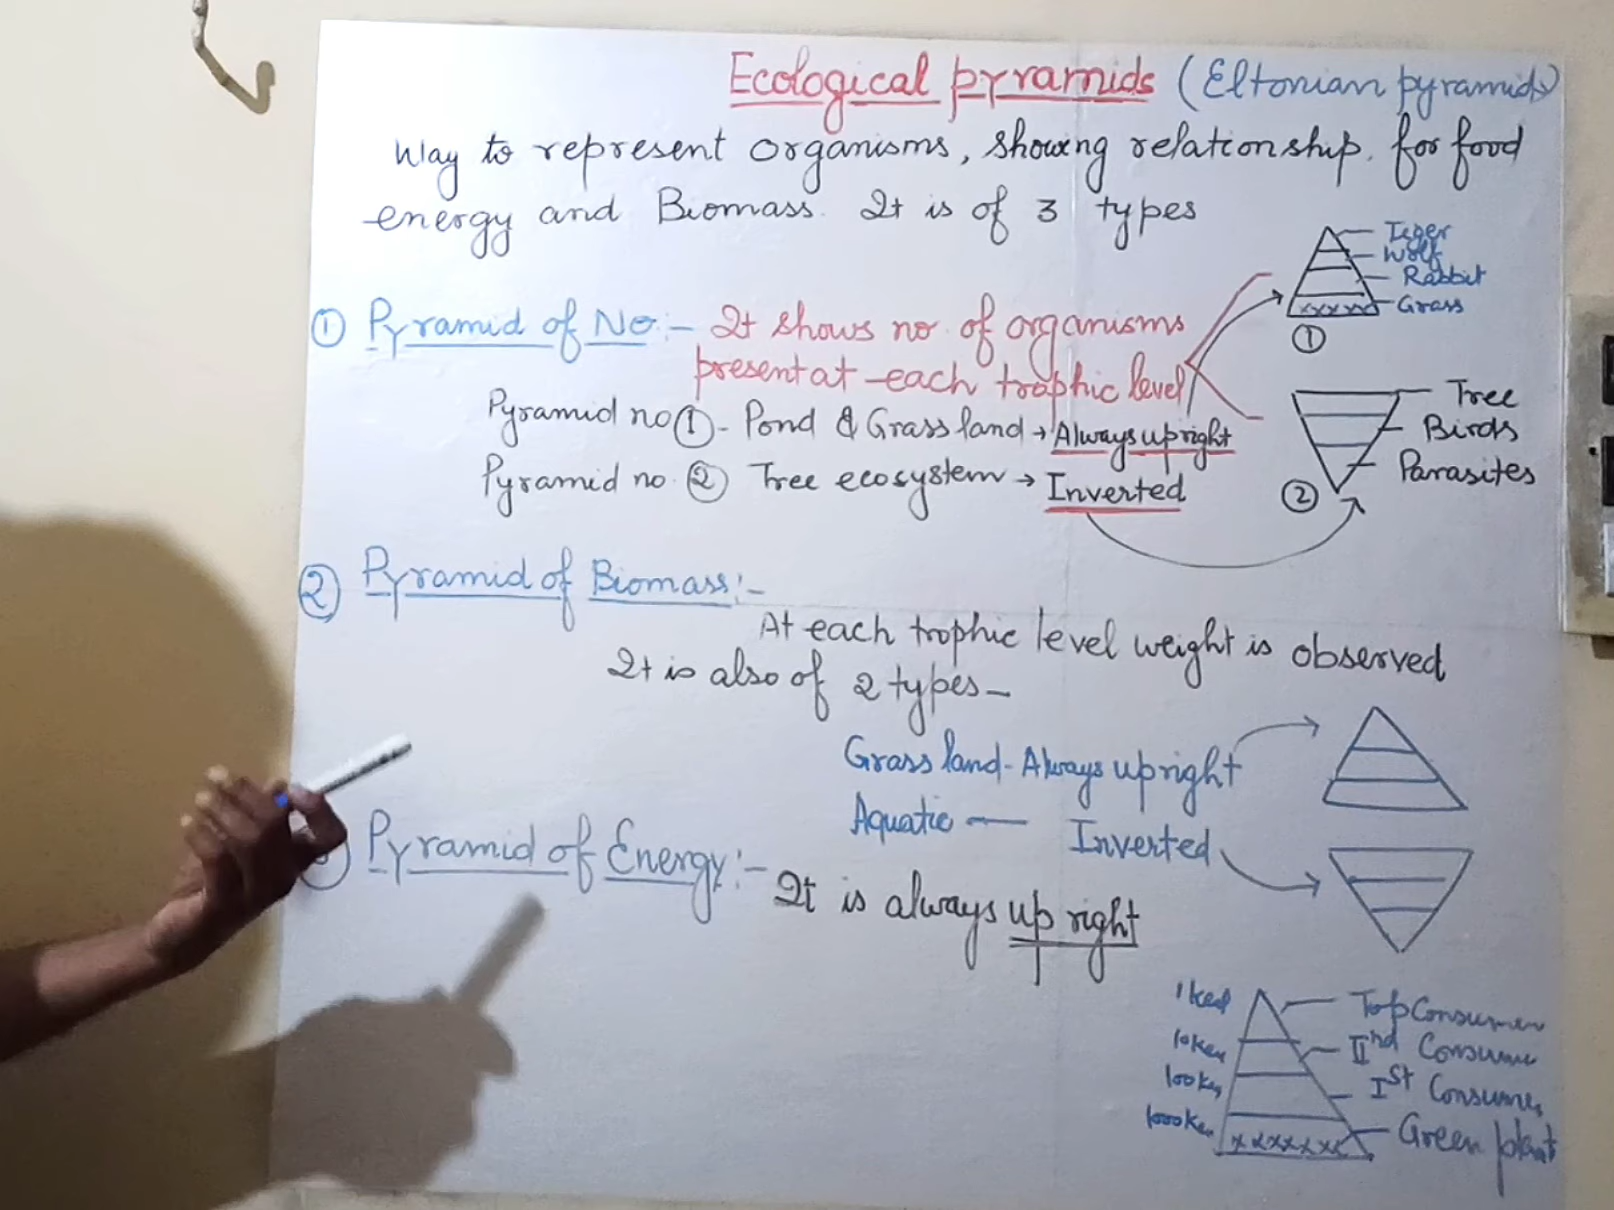 Ecological pyramids (Eltonian pyramids)
Way to represent organisms, showing relationship. for food
energy and Biomass. It is of 3 types
① Pyramid of No:- It shows no of organisms
present at each trophic level
Tiger
Wolf
Rabbit
Grass
①
Pyramid no ①- Pond & Grass land → Always upright
Pyramid no. ② Tree ecosystem → Inverted
Tree
Birds
Parasites
②
② Pyramid of Biomass:-
At each trophic level weight is observed
It is also of 2 types-
Grass land - Always upright
Aquatic — Inverted
Pyramid of Energy:- It is always up right
1 Top Consumer
10 IInd Consume
100 Ist Consumer
1000 Green plant